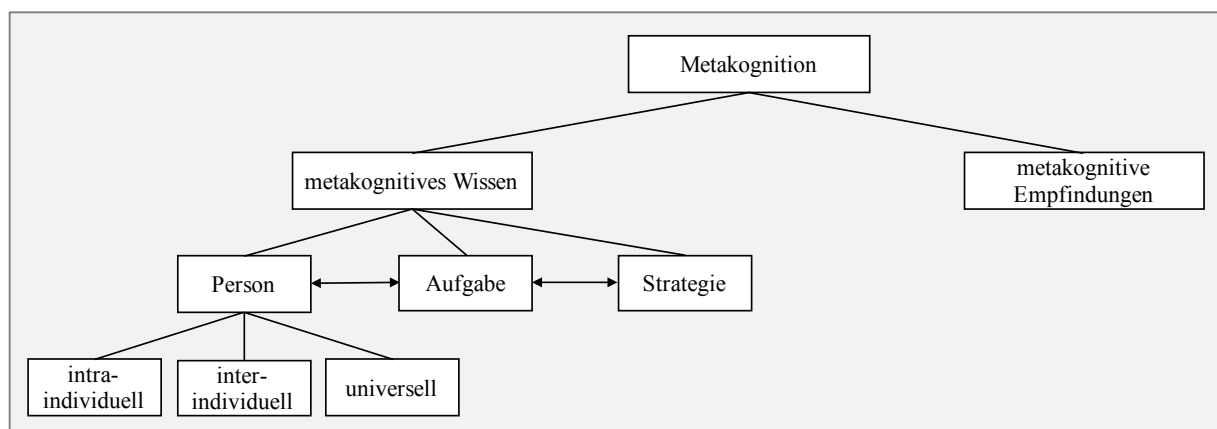 Metakognition
metakognitives Wissen
metakognitive
Empfindungen
Person
Aufgabe
Strategie
intra-
individuell
inter-
individuell
universell